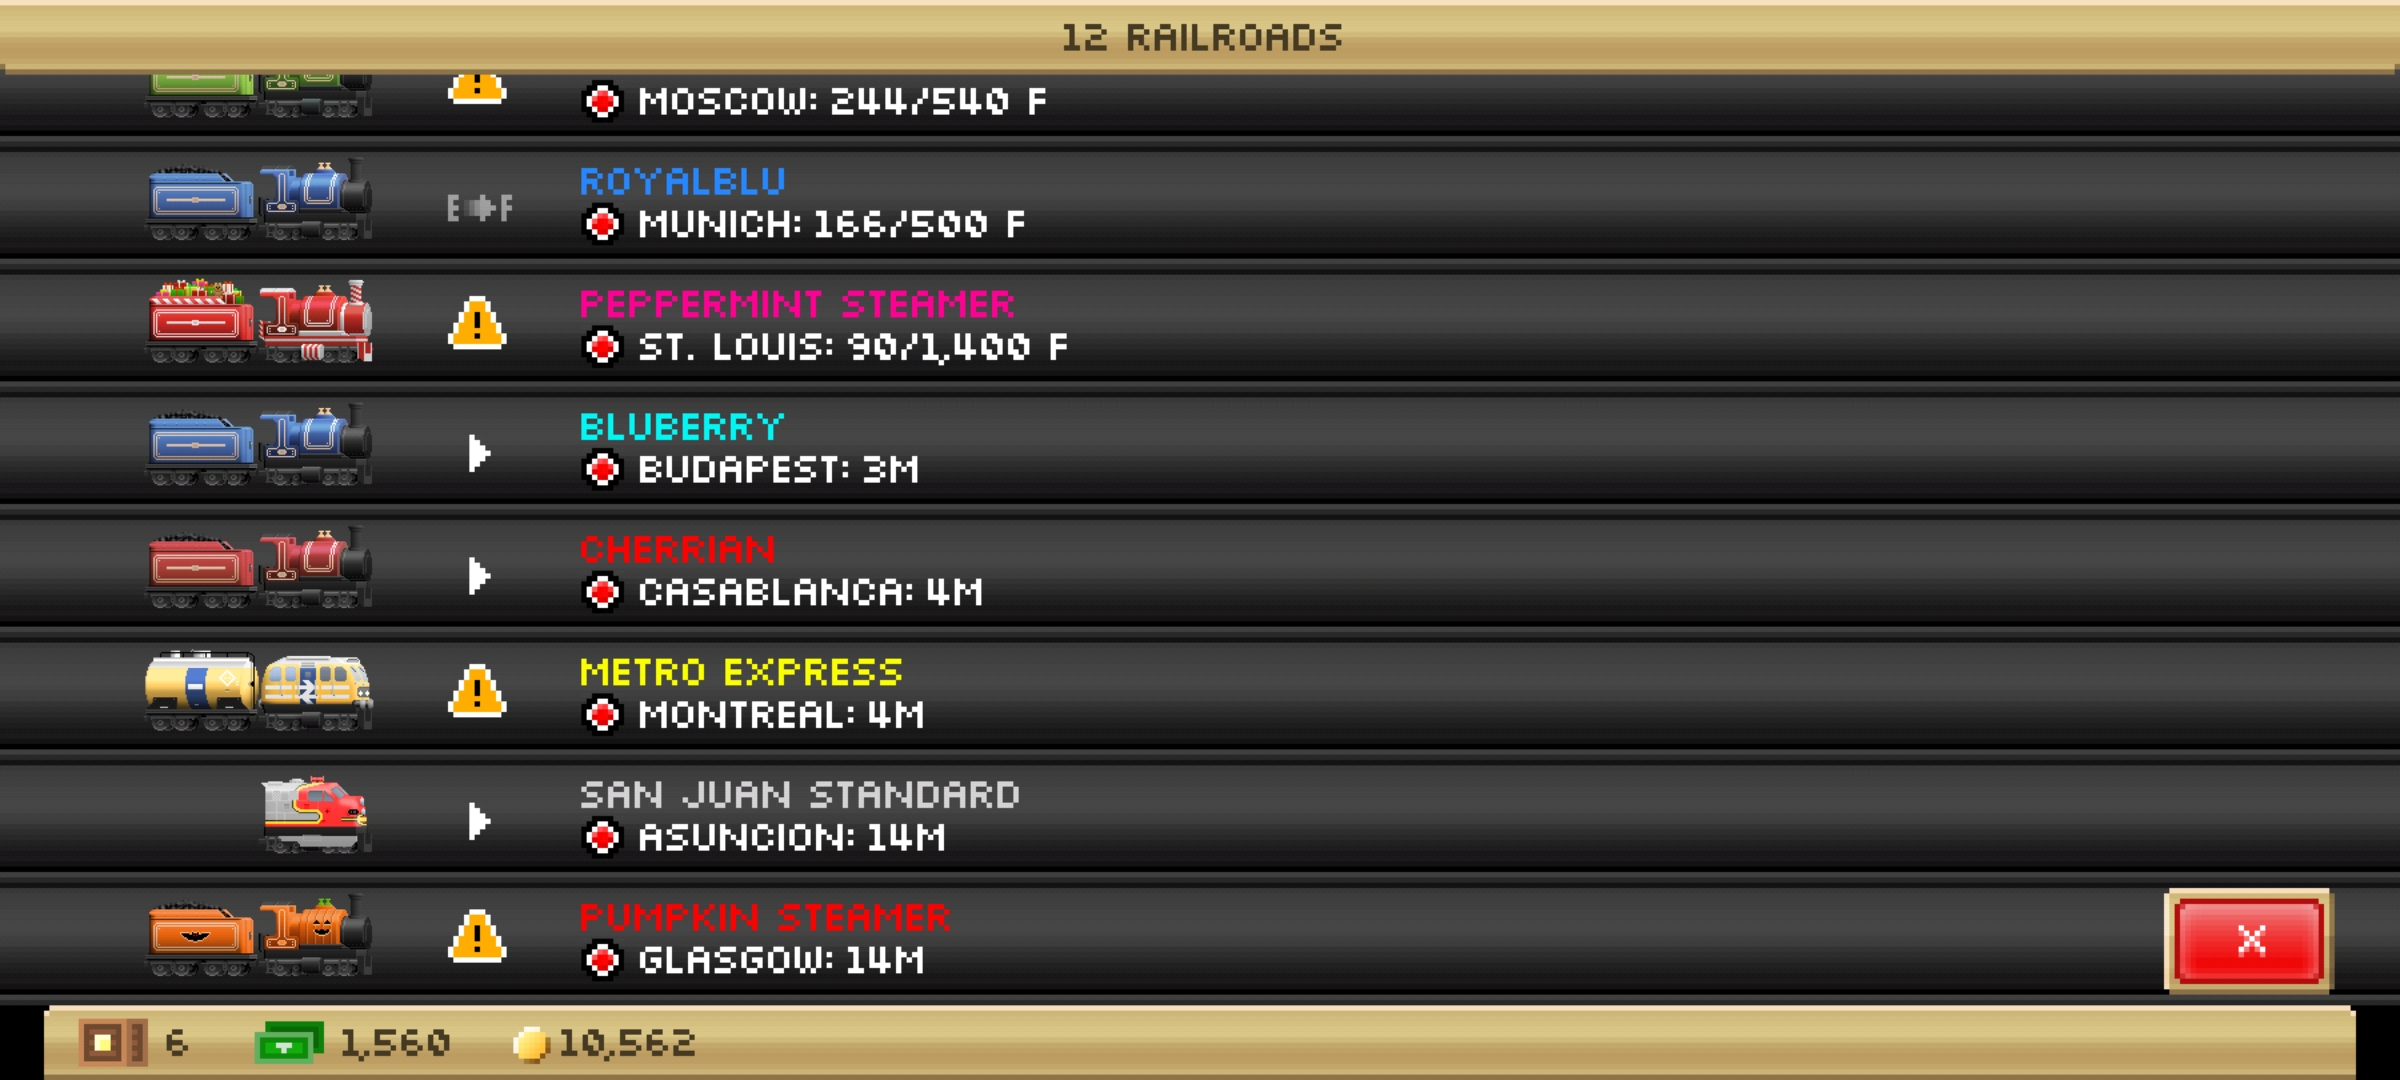 12 RAILROADS
MOSCOW: 244/540 F
ROYALBLU
E F
MUNICH: 166/500 F
PEPPERMINT STEAMER
ST. LOUIS: 90/1,400 F
BLUBERRY
BUDAPEST: 3M
CHERRIAN
CASABLANCA: 4M
METRO EXPRESS
MONTREAL: 4M
SAN JUAN STANDARD
ASUNCION: 14M
PUMPKIN STEAMER
GLASGOW: 14M
X
6 1,560 10,562